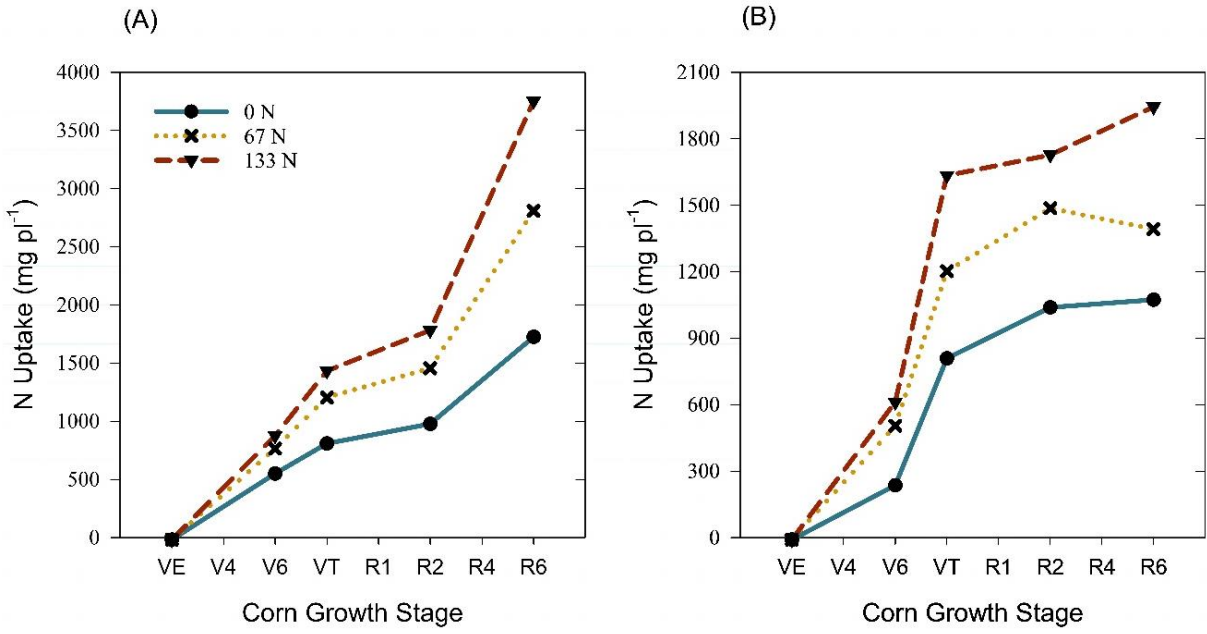 (A)
4000
3500
3000
2500
2000
1500
1000
500
0
N Uptake (mg pl⁻¹)
0 N
67 N
133 N
VE V4 V6 VT R1 R2 R4 R6
Corn Growth Stage
(B)
2100
1800
1500
1200
900
600
300
0
N Uptake (mg pl⁻¹)
VE V4 V6 VT R1 R2 R4 R6
Corn Growth Stage